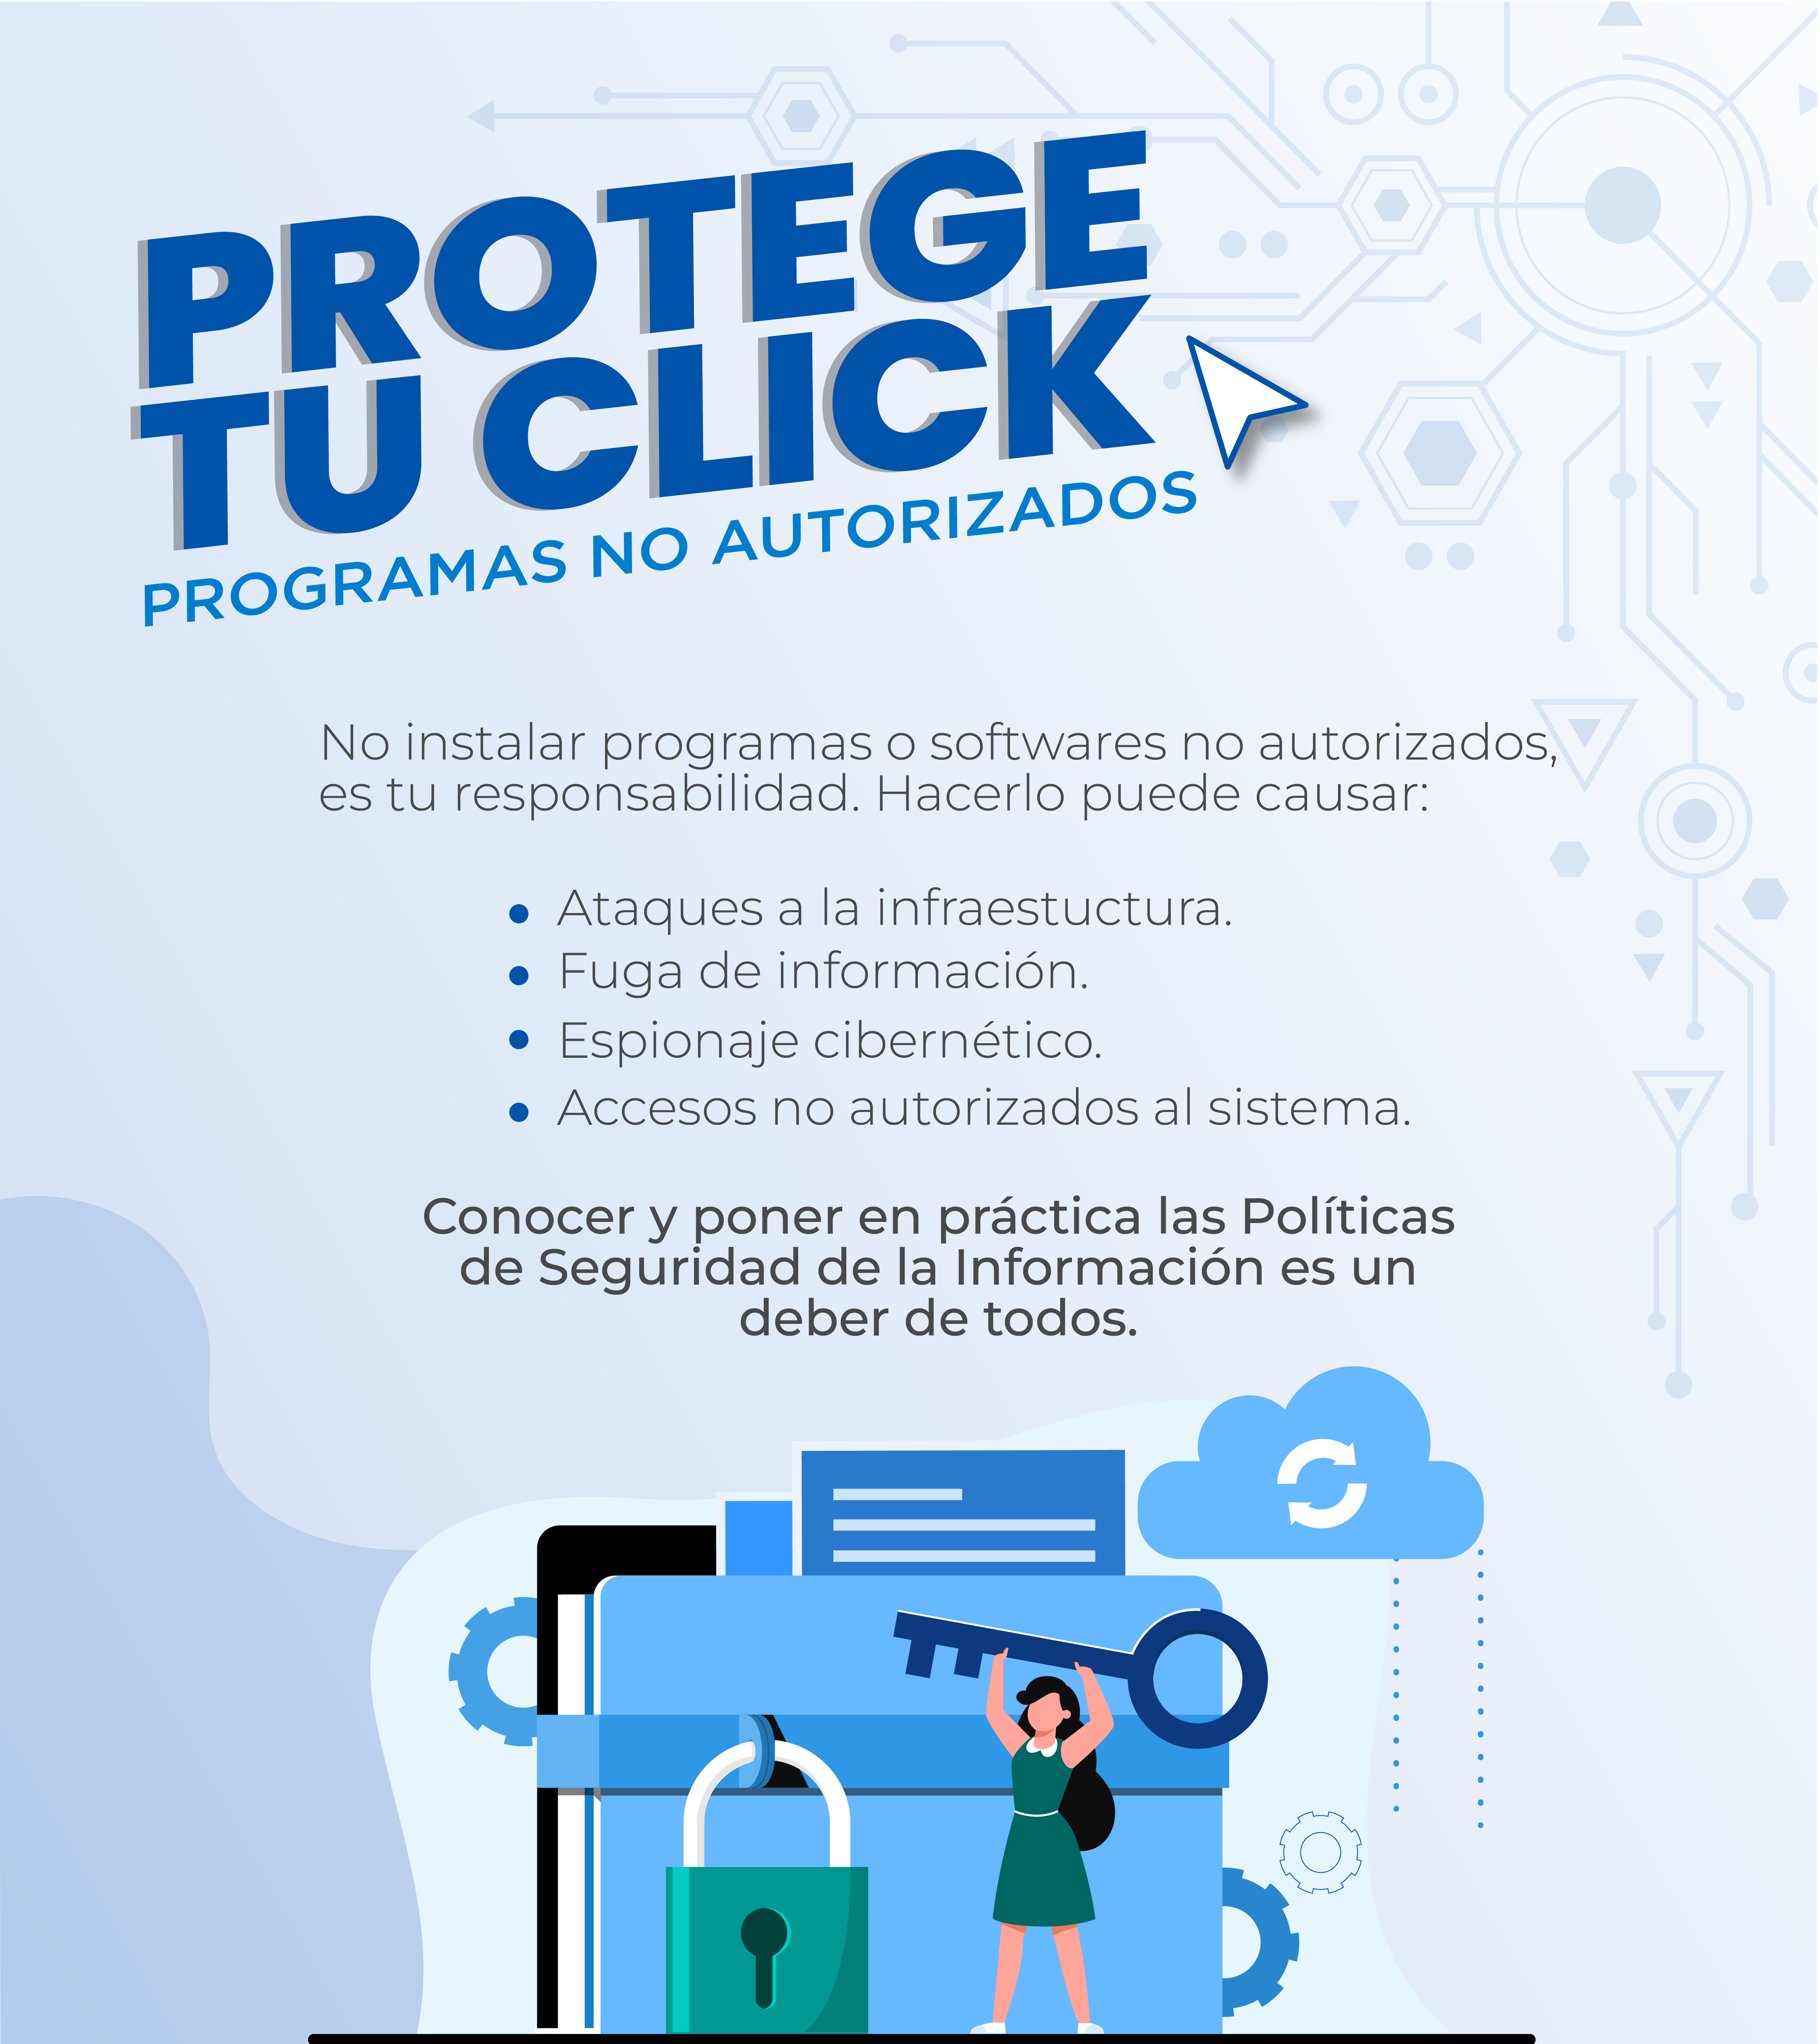 PROTEGE
TU CLICK
PROGRAMAS NO AUTORIZADOS
No instalar programas o softwares no autorizados,
es tu responsabilidad. Hacerlo puede causar:
• Ataques a la infraestuctura.
• Fuga de información.
• Espionaje cibernético.
• Accesos no autorizados al sistema.
Conocer y poner en práctica las Políticas
de Seguridad de la Información es un
deber de todos.